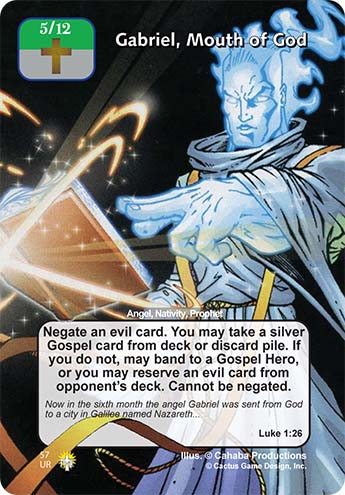 5/12
Gabriel, Mouth of God
Angel, Nativity, Prophet
Negate an evil card. You may take a silver
Gospel card from deck or discard pile. If
you do not, may band to a Gospel Hero,
or you may reserve an evil card from
opponent's deck. Cannot be negated.
Now in the sixth month the angel Gabriel was sent from God
to a city in Galilee named Nazareth...
Luke 1:26
57
UR
Illus. © Cahaba Productions
© Cactus Game Design, Inc.